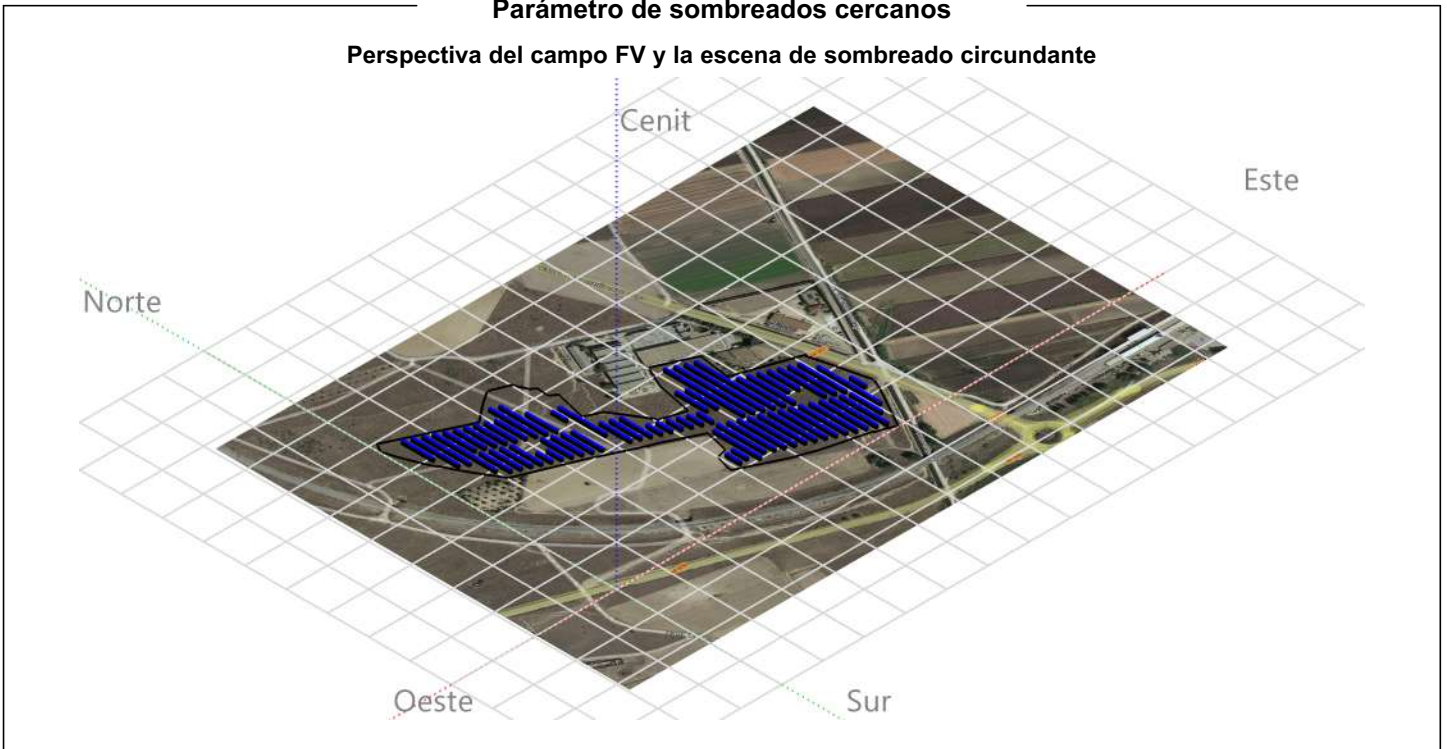 Parámetro de sombreados cercanos
Perspectiva del campo FV y la escena de sombreado circundante
Cenit
Este
Norte
Oeste
Sur